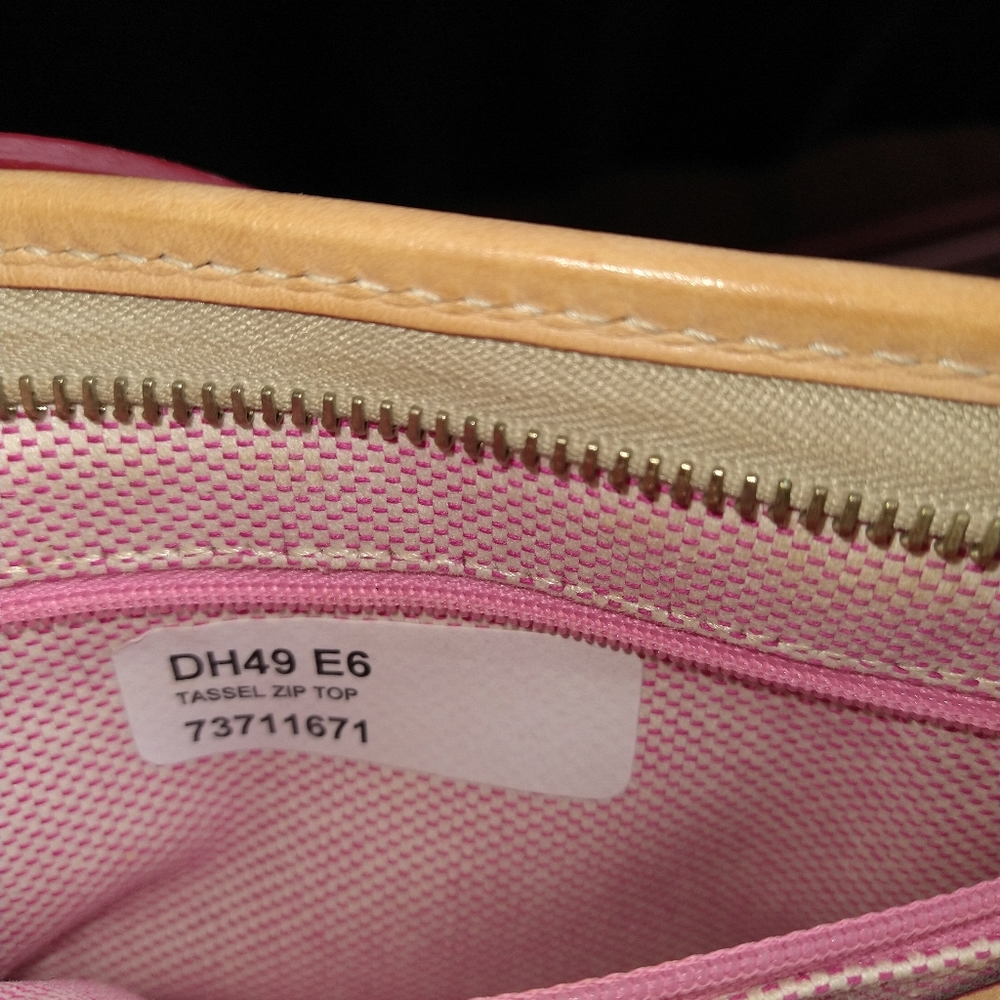 DH49 E6
TASSEL ZIP TOP
73711671